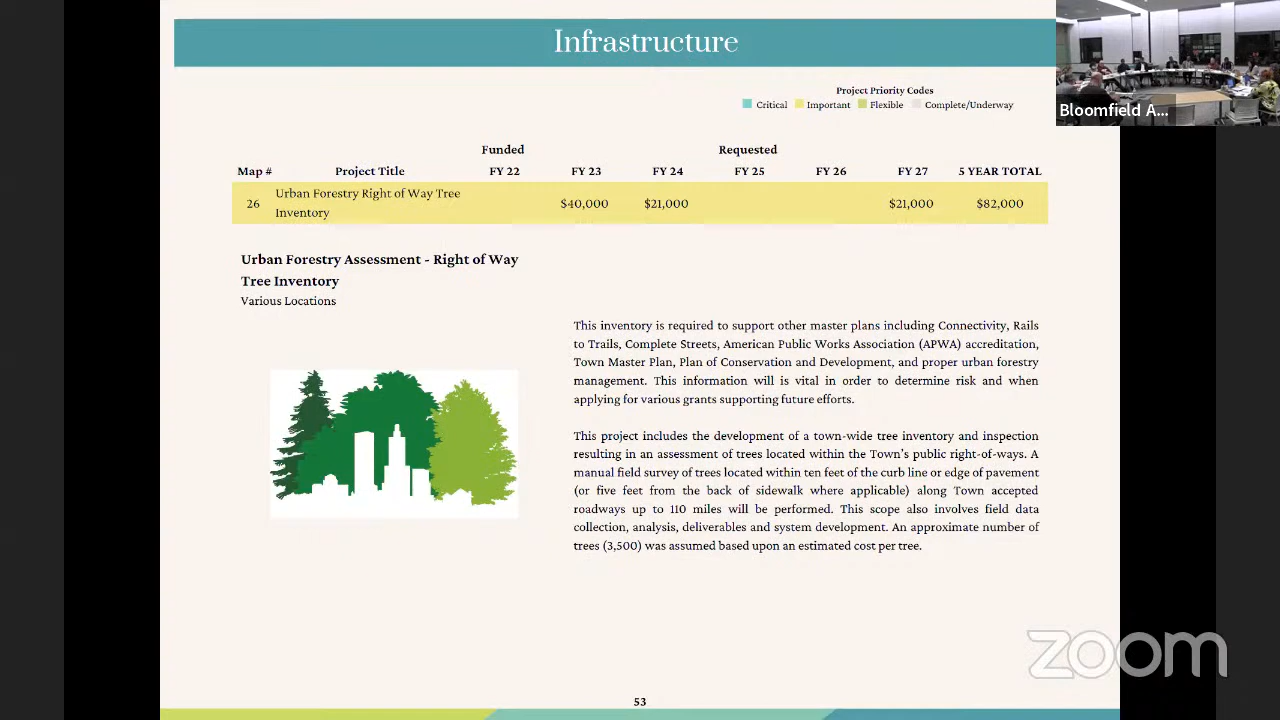 Infrastructure
Bloomfield A...
Project Priority Codes
Critical Important Flexible Complete/Underway
Funded Requested
Map # Project Title FY 22 FY 23 FY 24 FY 25 FY 26 FY 27 5 YEAR TOTAL
26 Urban Forestry Right of Way Tree Inventory $40,000 $21,000 $21,000 $82,000
Urban Forestry Assessment - Right of Way
Tree Inventory
Various Locations
This inventory is required to support other master plans including Connectivity, Rails
to Trails, Complete Streets, American Public Works Association (APWA) accreditation,
Town Master Plan, Plan of Conservation and Development, and proper urban forestry
management. This information will is vital in order to determine risk and when
applying for various grants supporting future efforts.
This project includes the development of a town-wide tree inventory and inspection
resulting in an assessment of trees located within the Town's public right-of-ways. A
manual field survey of trees located within ten feet of the curb line or edge of pavement
(or five feet from the back of sidewalk where applicable) along Town accepted
roadways up to 110 miles will be performed. This scope also involves field data
collection, analysis, deliverables and system development. An approximate number of
trees (3,500) was assumed based upon an estimated cost per tree.
zoom
53